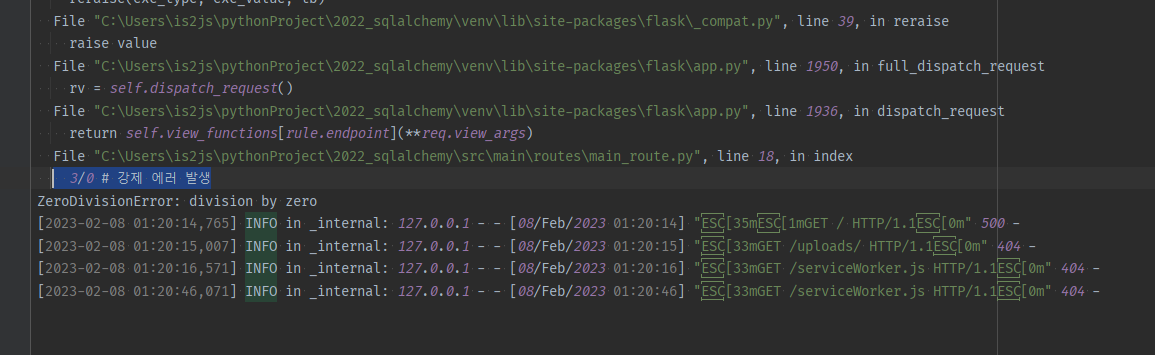 File "C:\Users\is2js\pythonProject\2022_sqlalchemy\venv\lib\site-packages\flask\_compat.py", line 39, in reraise
raise value
File "C:\Users\is2js\pythonProject\2022_sqlalchemy\venv\lib\site-packages\flask\app.py", line 1950, in full_dispatch_request
rv = self.dispatch_request()
File "C:\Users\is2js\pythonProject\2022_sqlalchemy\venv\lib\site-packages\flask\app.py", line 1936, in dispatch_request
return self.view_functions[rule.endpoint](**req.view_args)
File "C:\Users\is2js\pythonProject\2022_sqlalchemy\src\main\routes\main_route.py", line 18, in index
3/0 # 강제 에러 발생
ZeroDivisionError: division by zero
[2023-02-08 01:20:14,765] INFO in _internal: 127.0.0.1 - - [08/Feb/2023 01:20:14] "ESC[35mESC[1mGET / HTTP/1.1ESC[0m" 500 -
[2023-02-08 01:20:15,007] INFO in _internal: 127.0.0.1 - - [08/Feb/2023 01:20:15] "ESC[33mGET /uploads/ HTTP/1.1ESC[0m" 404 -
[2023-02-08 01:20:16,571] INFO in _internal: 127.0.0.1 - - [08/Feb/2023 01:20:16] "ESC[33mGET /serviceWorker.js HTTP/1.1ESC[0m" 404 -
[2023-02-08 01:20:46,071] INFO in _internal: 127.0.0.1 - - [08/Feb/2023 01:20:46] "ESC[33mGET /serviceWorker.js HTTP/1.1ESC[0m" 404 -